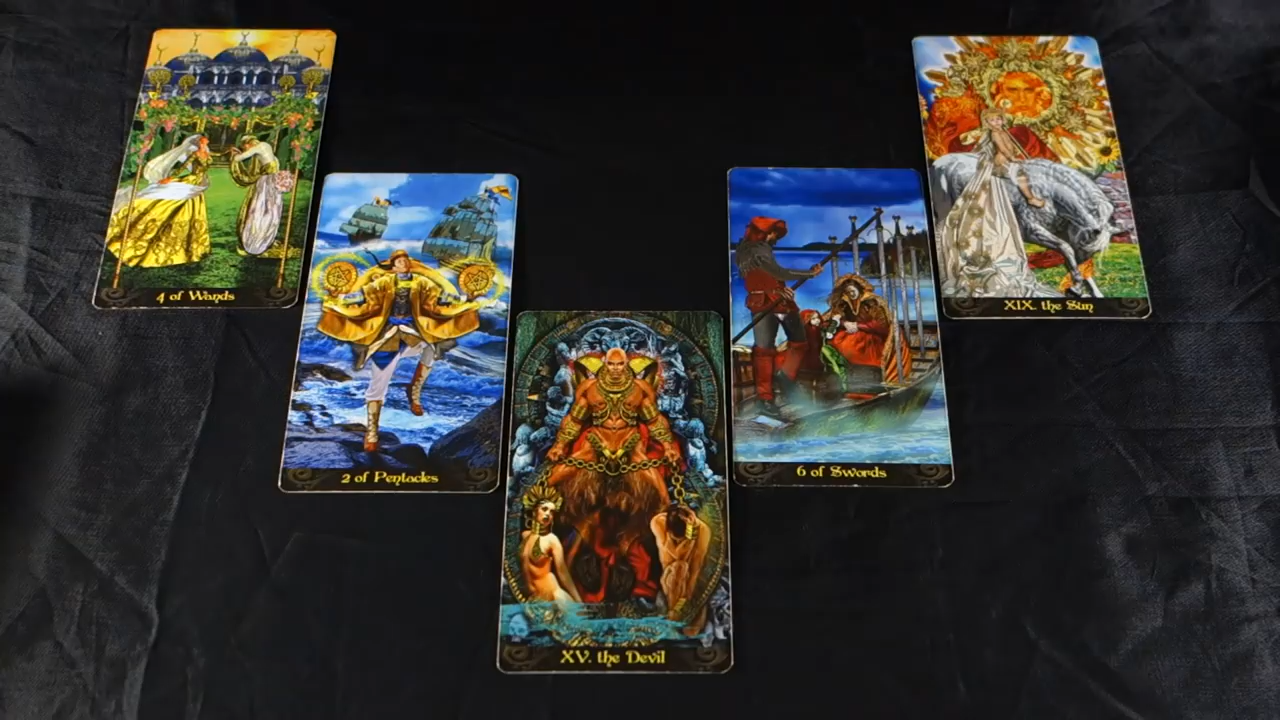 4 of Wands
2 of Pentacles
XV. the Devil
6 of Swords
XIX. the Sun